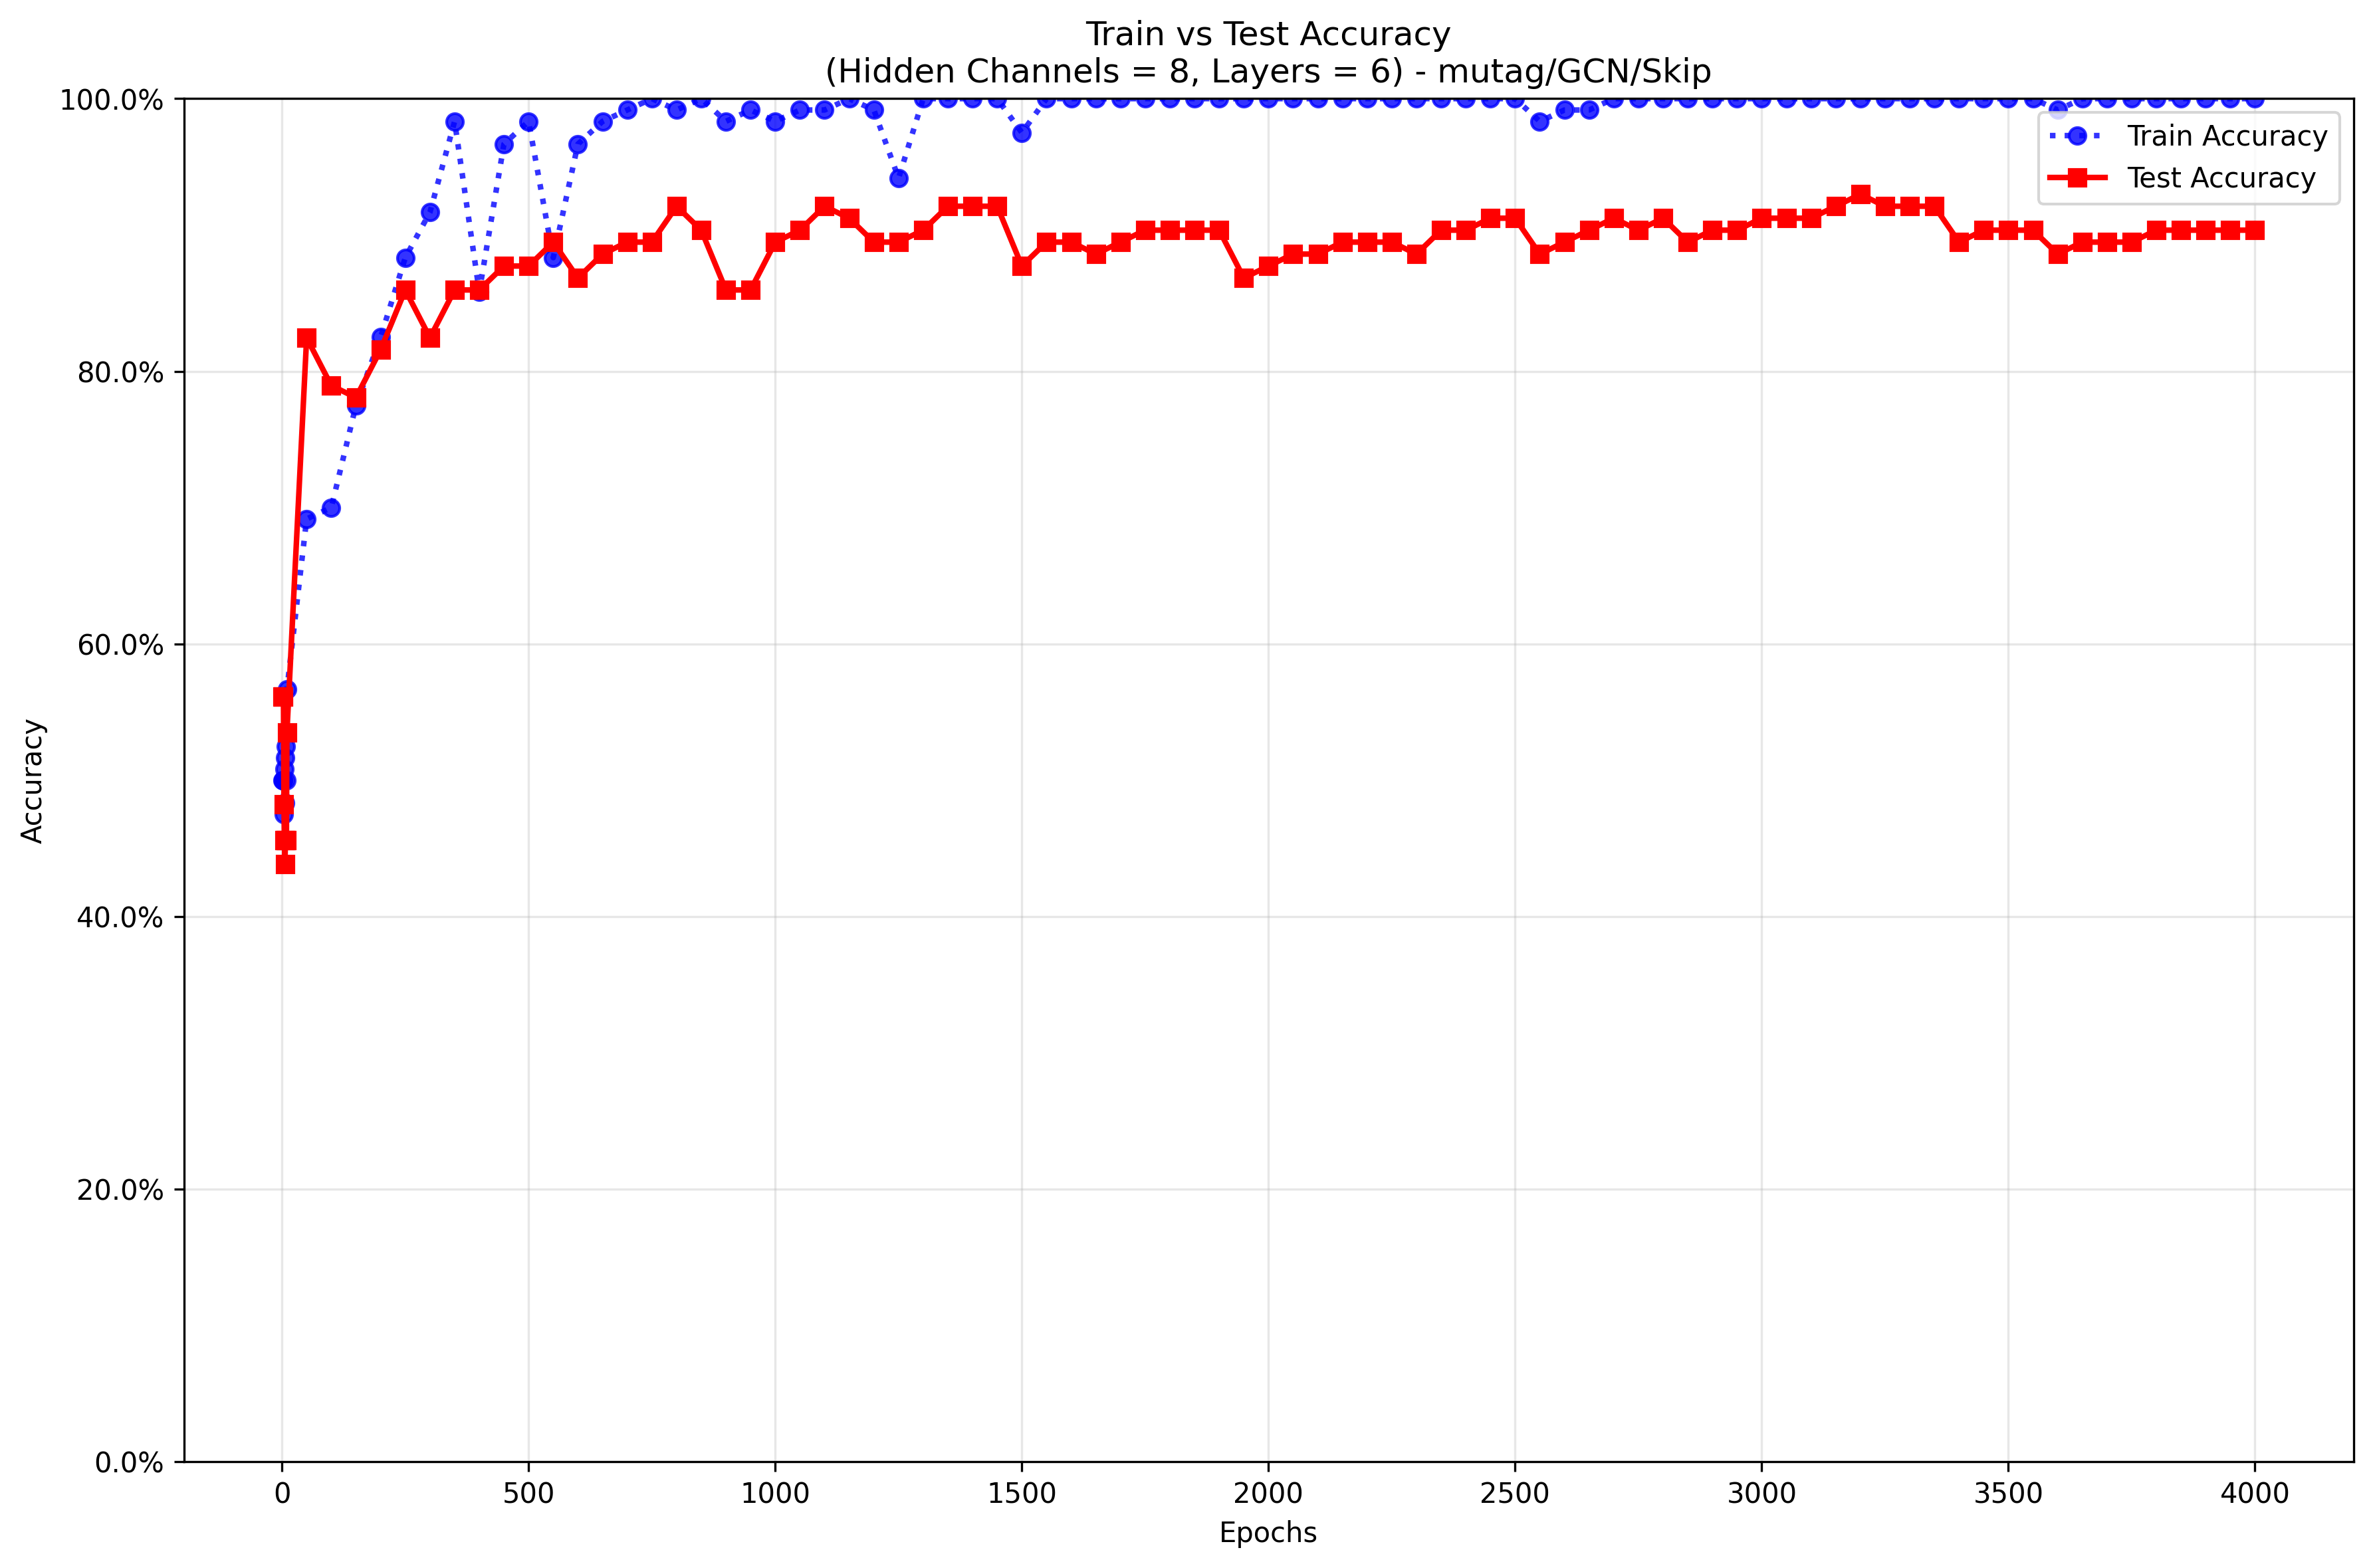 Train vs Test Accuracy
(Hidden Channels = 8, Layers = 6) - mutag/GCN/Skip
100.0%
80.0%
60.0%
40.0%
20.0%
0.0%
Accuracy
Train Accuracy
Test Accuracy
0 500 1000 1500 2000 2500 3000 3500 4000
Epochs